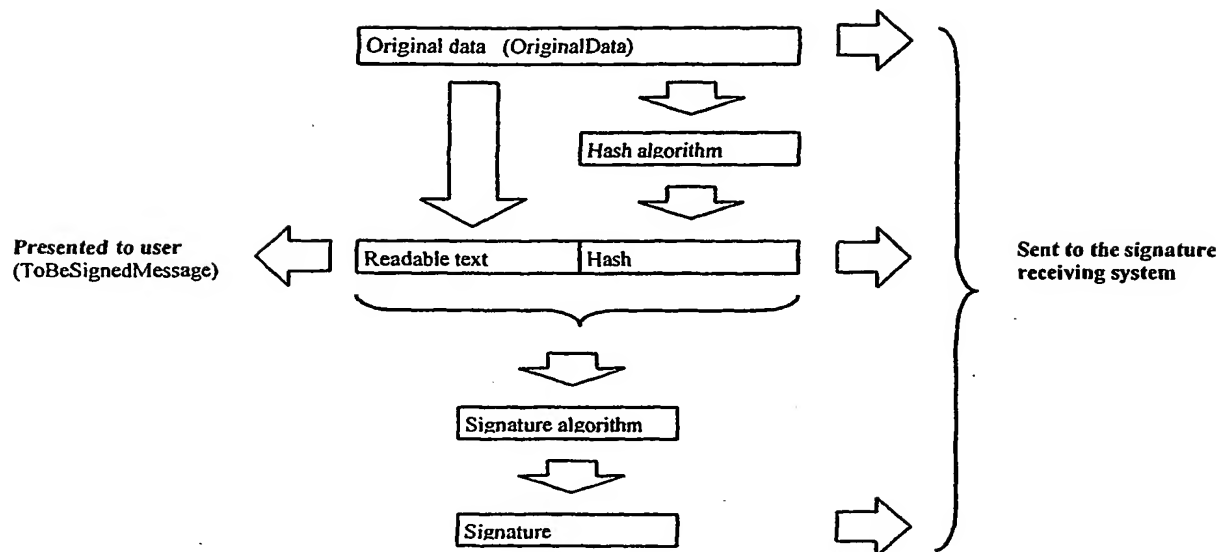 Original data (OriginalData)
Hash algorithm
Presented to user
(ToBeSignedMessage)
Readable text
Hash
Sent to the signature
receiving system
Signature algorithm
Signature